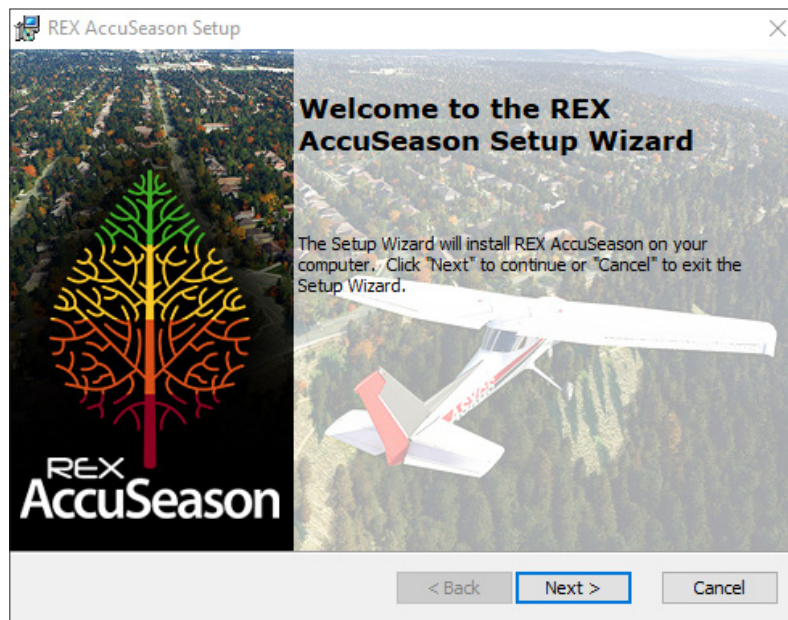 REX AccuSeason Setup
Welcome to the REX
AccuSeason Setup Wizard
The Setup Wizard will install REX AccuSeason on your
computer.  Click "Next" to continue or "Cancel" to exit the
Setup Wizard.
REX
AccuSeason
< Back
Next >
Cancel